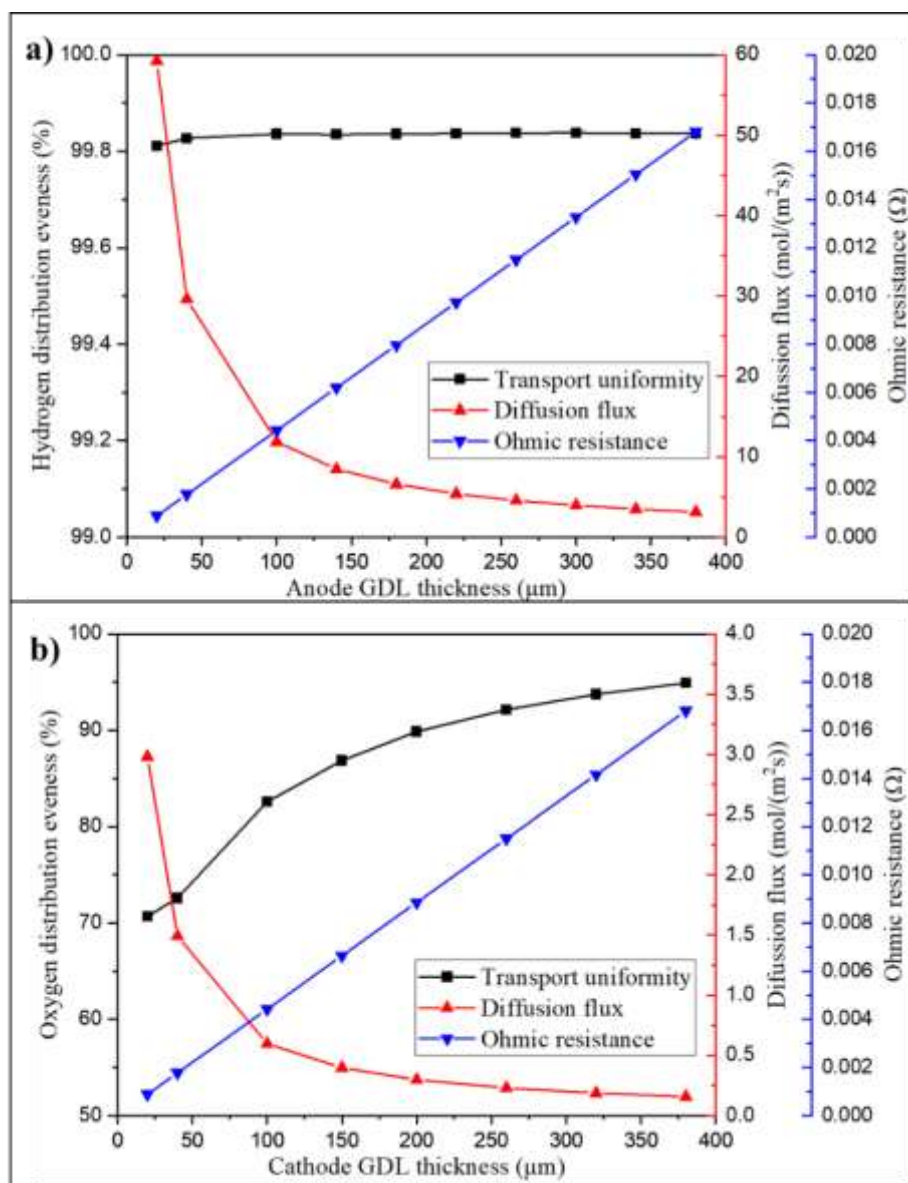 a)
Hydrogen distribution eveness (%)
100.0
99.8
99.6
99.4
99.2
99.0
60
50
40
30
20
10
0
Difussion flux (mol/(m²s))
0.020
0.018
0.016
0.014
0.012
0.010
0.008
0.006
0.004
0.002
0.000
Ohmic resistance (Ω)
Transport uniformity
Diffusion flux
Ohmic resistance
0 50 100 150 200 250 300 350 400
Anode GDL thickness (μm)
b)
Oxygen distribution eveness (%)
100
90
80
70
60
50
4.0
3.5
3.0
2.5
2.0
1.5
1.0
0.5
0.0
Difussion flux (mol/(m²s))
0.020
0.018
0.016
0.014
0.012
0.010
0.008
0.006
0.004
0.002
0.000
Ohmic resistance (Ω)
Transport uniformity
Diffusion flux
Ohmic resistance
0 50 100 150 200 250 300 350 400
Cathode GDL thickness (μm)